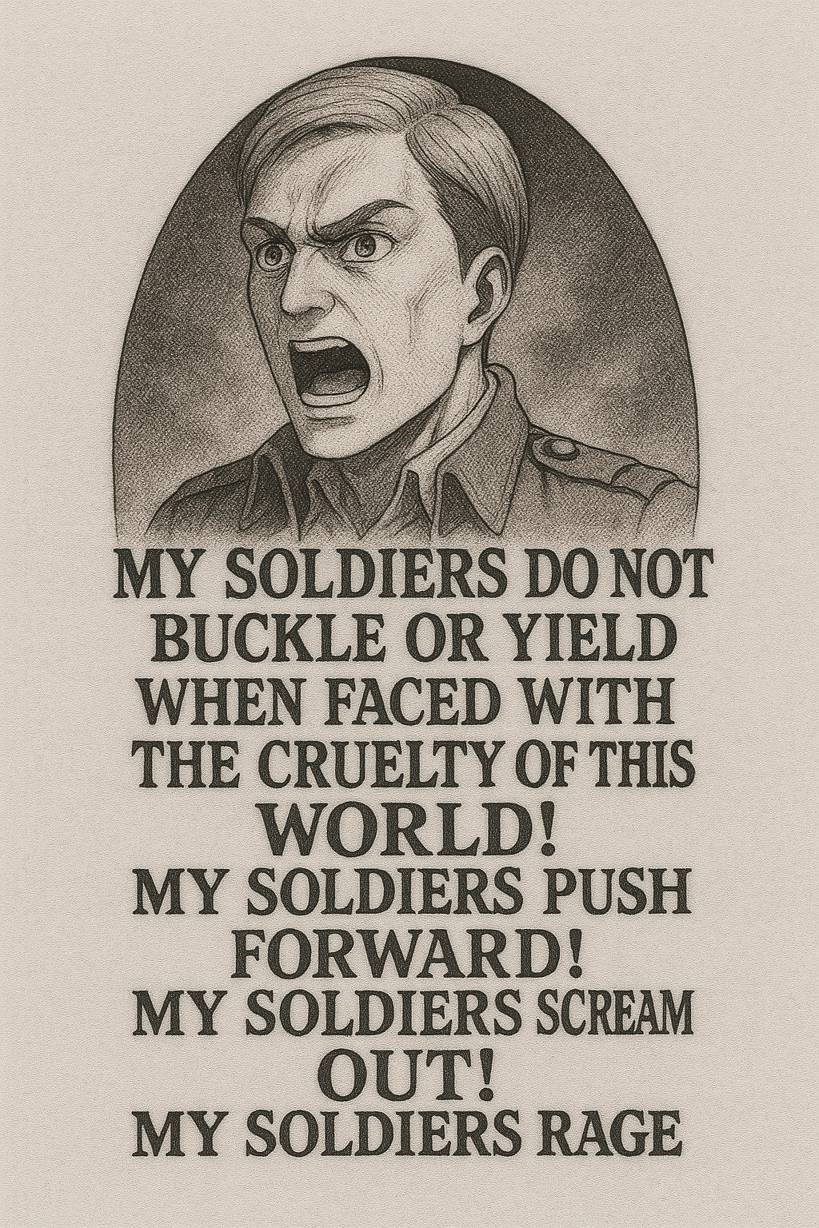 MY SOLDIERS DO NOT
BUCKLE OR YIELD
WHEN FACED WITH
THE CRUELTY OF THIS
WORLD!
MY SOLDIERS PUSH
FORWARD!
MY SOLDIERS SCREAM
OUT!
MY SOLDIERS RAGE